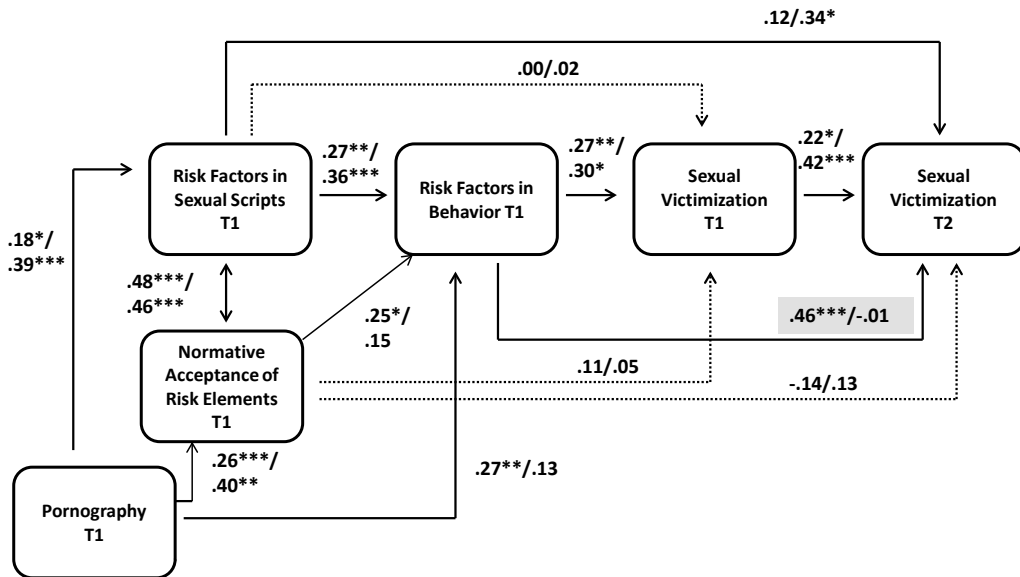 .12/.34*
.00/.02
.27**/
.36***
.27**/
.30*
.22*/
.42***
Risk Factors in
Sexual Scripts
T1
Risk Factors in
Behavior T1
Sexual
Victimization
T1
Sexual
Victimization
T2
.18*/
.39***
.48***/
.46***
.25*/
.15
.46***/-.01
Normative
Acceptance of
Risk Elements
T1
.11/.05
-.14/.13
.26***/
.40**
.27**/.13
Pornography
T1